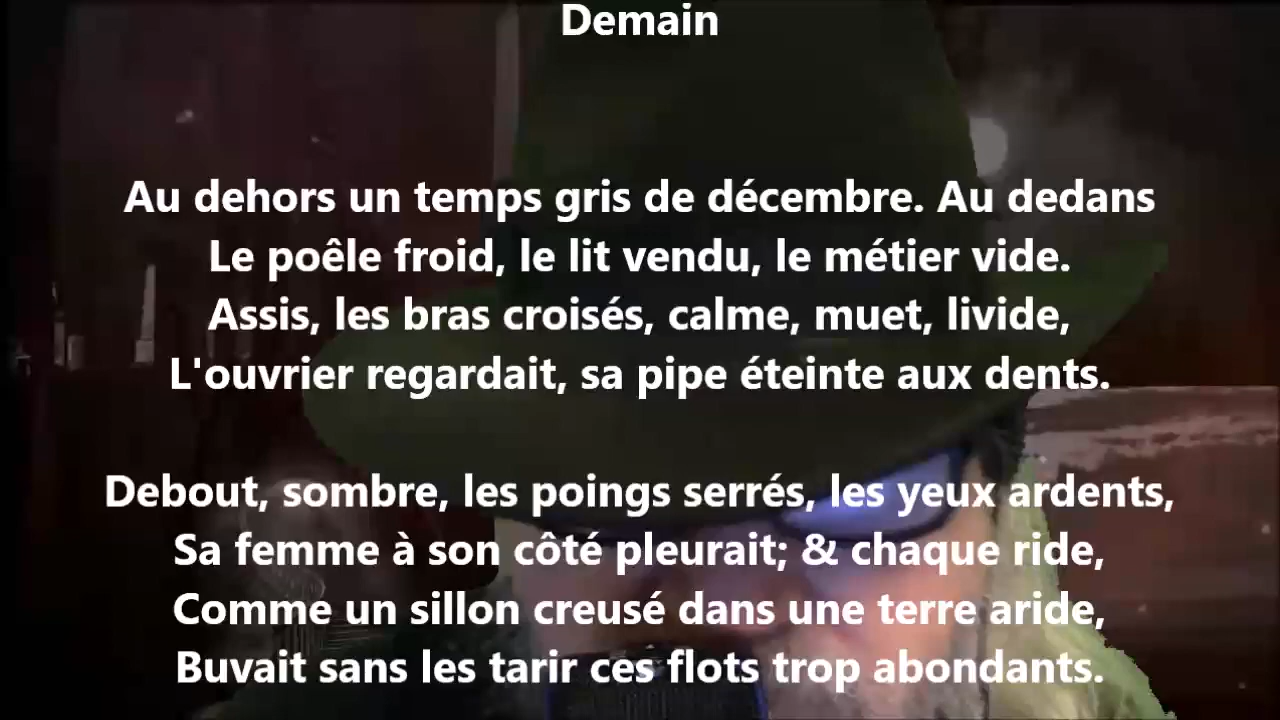 Demain
Au dehors un temps gris de décembre. Au dedans
Le poêle froid, le lit vendu, le métier vide.
Assis, les bras croisés, calme, muet, livide,
L'ouvrier regardait, sa pipe éteinte aux dents.
Debout, sombre, les poings serrés, les yeux ardents,
Sa femme à son côté pleurait; & chaque ride,
Comme un sillon creusé dans une terre aride,
Buvait sans les tarir ces flots trop abondants.